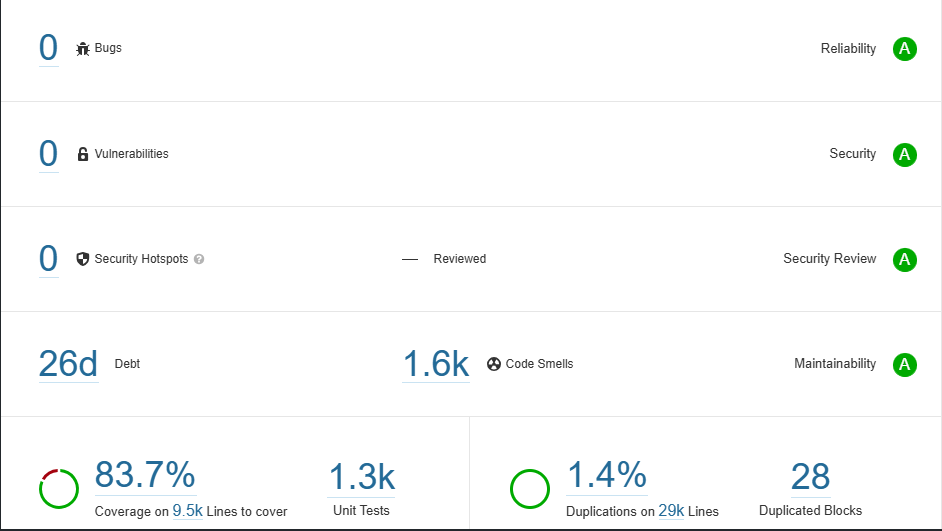 0 Bugs Reliability A
0 Vulnerabilities Security A
0 Security Hotspots ? — Reviewed Security Review A
26d Debt 1.6k Code Smells Maintainability A
83.7% 1.3k 1.4% 28
Coverage on 9.5k Lines to cover Unit Tests Duplications on 29k Lines Duplicated Blocks